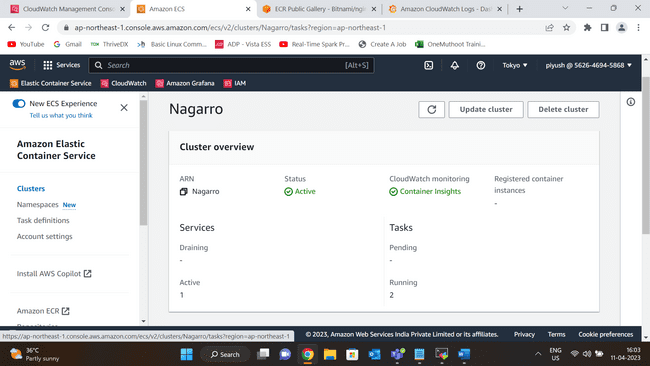 CloudWatch Management Cons
Amazon ECS
ECR Public Gallery - Bitnami/ngi
Amazon CloudWatch Logs - Dash
ap-northeast-1.console.aws.amazon.com/ecs/v2/clusters/Nagarro/tasks?region=ap-northeast-1
YouTube
Gmail
ThriveDX
Basic Linux Comm...
ADP - Vista ESS
Real-Time Spark Pr...
Create A Job
OneMuthoot Traini...
aws
Services
Search
[Alt+S]
Tokyo
piyush @ 5626-4694-5868
Elastic Container Service
CloudWatch
Amazon Grafana
IAM
New ECS Experience
Tell us what you think
Amazon Elastic
Container Service
Clusters
Namespaces New
Task definitions
Account settings
Install AWS Copilot
Amazon ECR
Nagarro
Update cluster
Delete cluster
Cluster overview
ARN
Nagarro
Status
Active
CloudWatch monitoring
Container Insights
Registered container
instances
-
Services
Draining
-
Active
1
Tasks
Pending
-
Running
2
https://ap-northeast-1.console.aws.amazon.com/ecs/v2/clusters/Nagarro/tasks?region=ap-northeast-1
© 2023, Amazon Web Services India Private Limited or its affiliates.
Privacy
Terms
Cookie preferences
36°C
Partly sunny
Search
ENG
US
16:03
11-04-2023